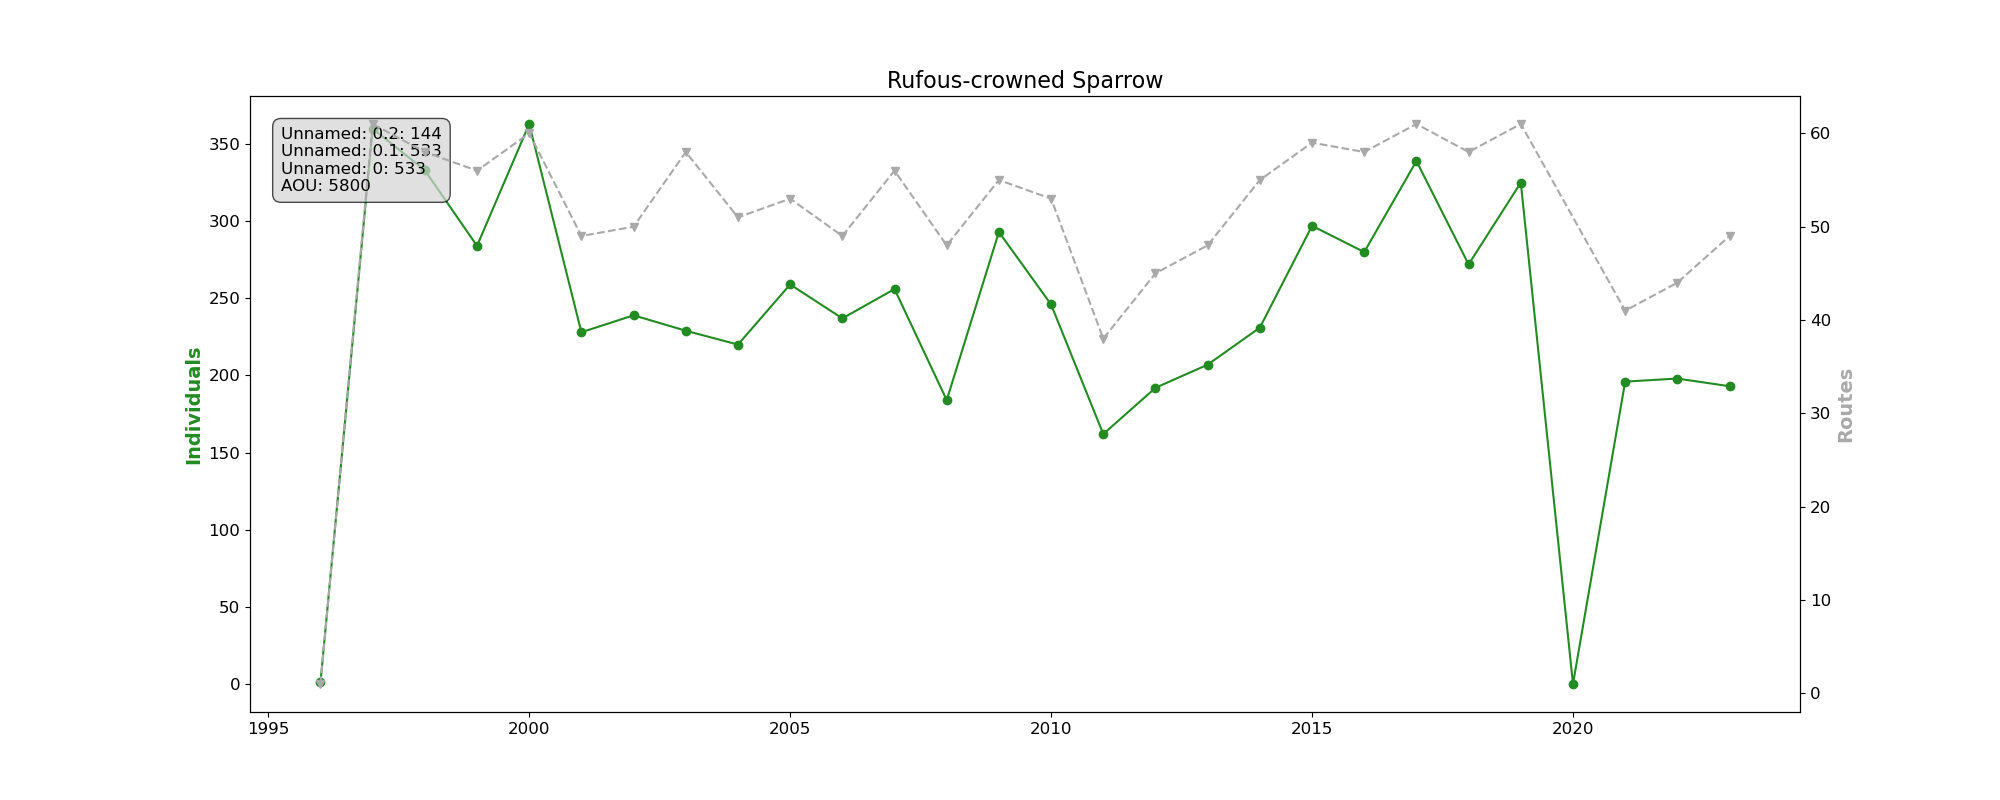 Rufous-crowned Sparrow
Unnamed: 0.2: 144
Unnamed: 0.1: 533
Unnamed: 0: 533
AOU: 5800
Individuals
350
300
250
200
150
100
50
0
60
50
40
30
20
10
0
Routes
1995 2000 2005 2010 2015 2020